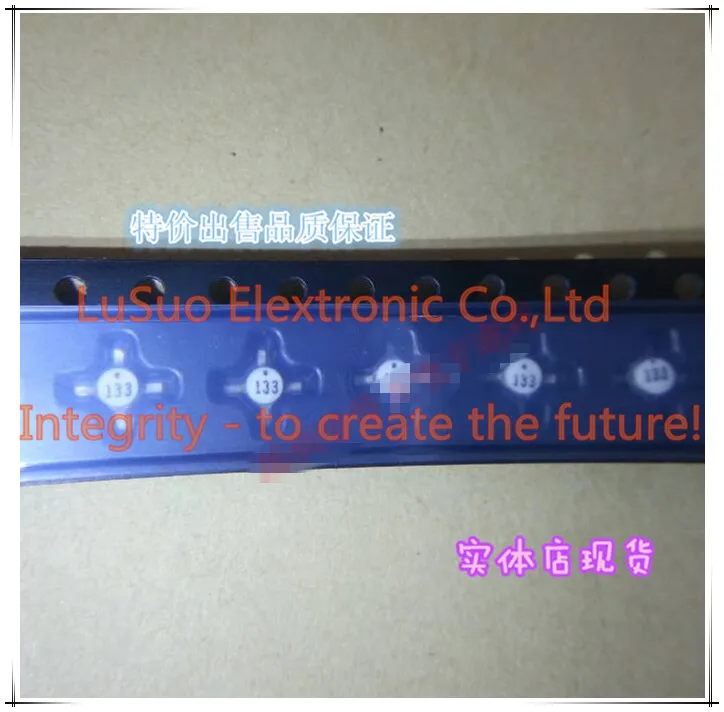 特价出售品质保证
LuSuo Elextronic Co.,Ltd
133 133 133 133
Integrity - to create the future!
实体店现货